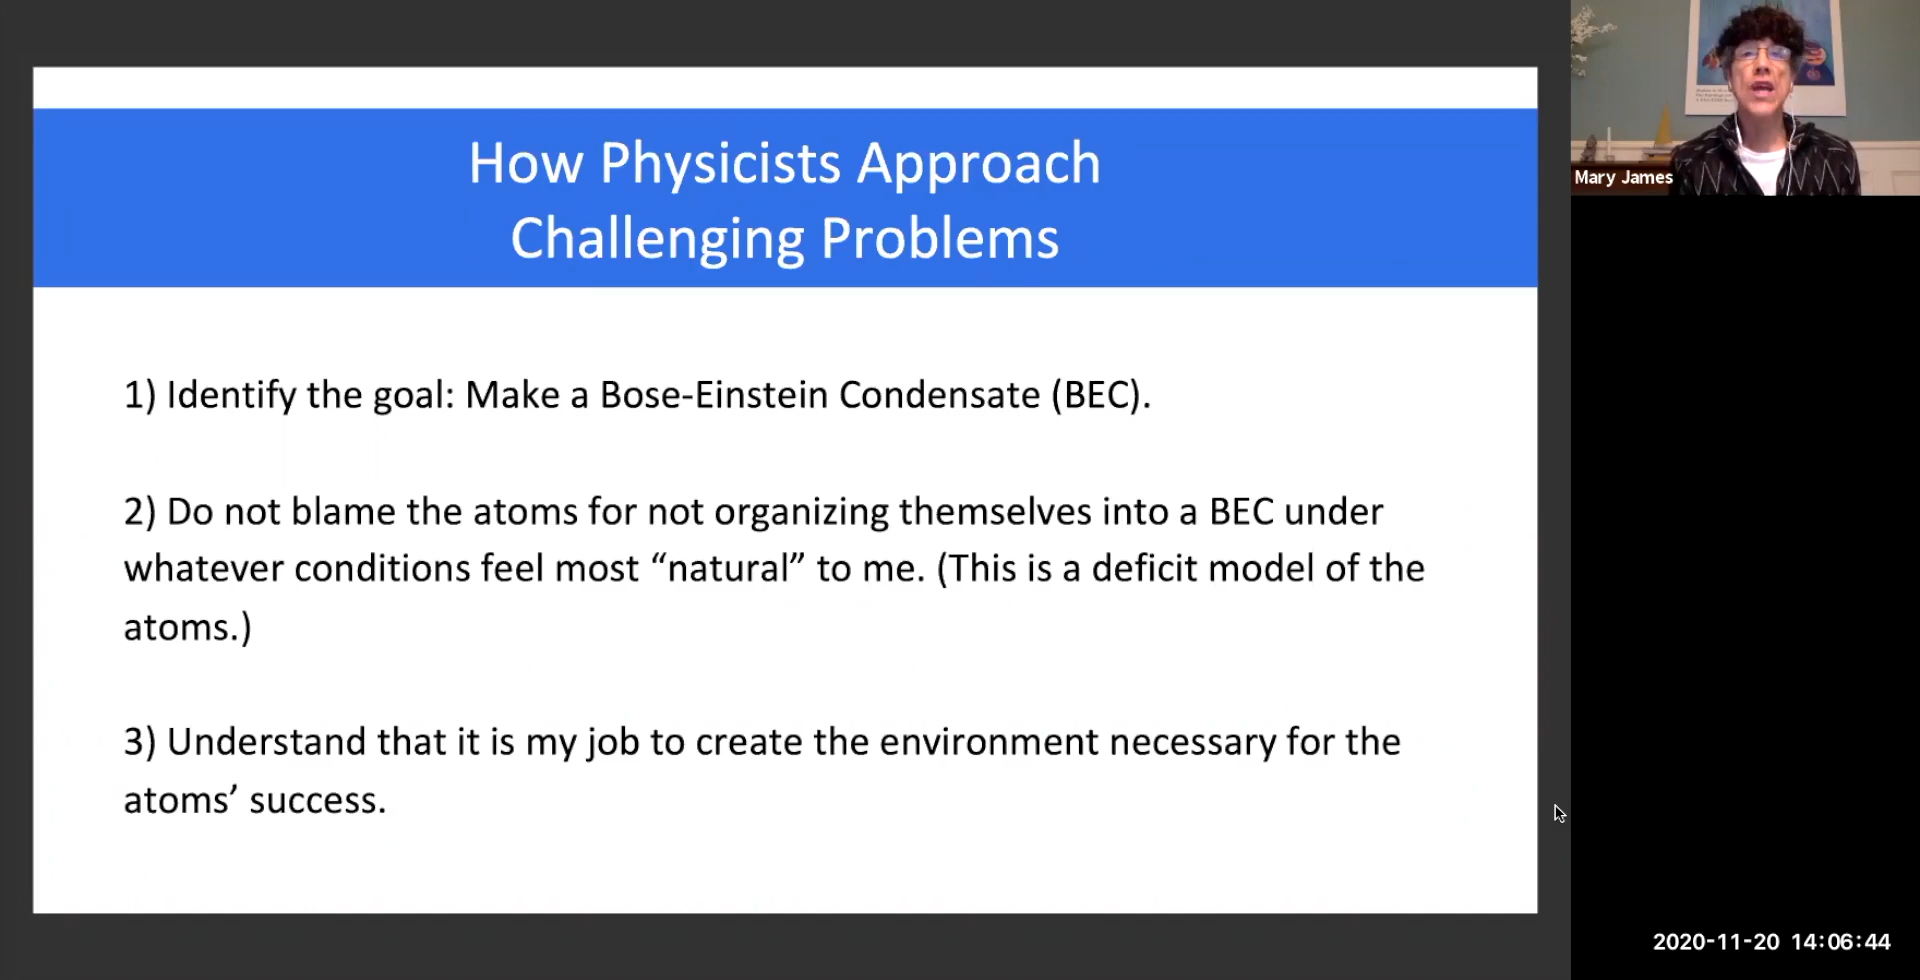 How Physicists Approach
Challenging Problems
1) Identify the goal: Make a Bose-Einstein Condensate (BEC).
2) Do not blame the atoms for not organizing themselves into a BEC under
whatever conditions feel most “natural” to me. (This is a deficit model of the
atoms.)
3) Understand that it is my job to create the environment necessary for the
atoms’ success.
Mary James
2020-11-20 14:06:44